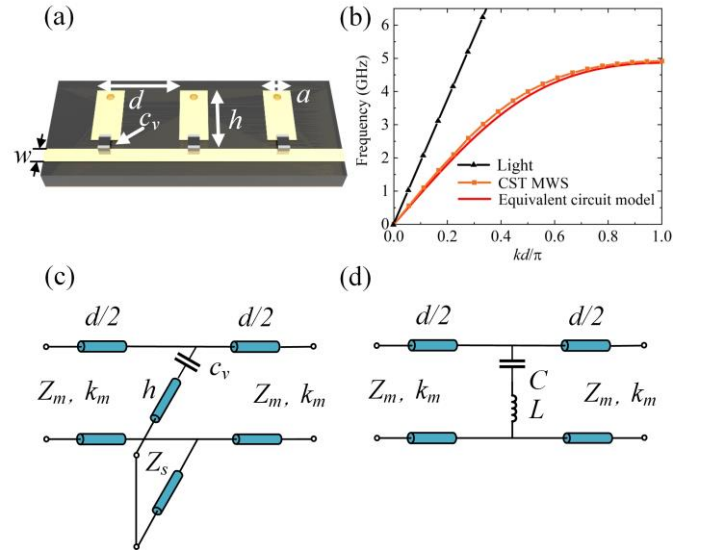 (a)
d
a
c_v
h
w
(b)
Frequency (GHz)
6
5
4
3
2
1
0
Light
CST MWS
Equivalent circuit model
0.0 0.2 0.4 0.6 0.8 1.0
kd/π
(c)
d/2 d/2
c_v
h
Z_m, k_m Z_m, k_m
Z_s
(d)
d/2 d/2
C
Z_m, k_m L Z_m, k_m